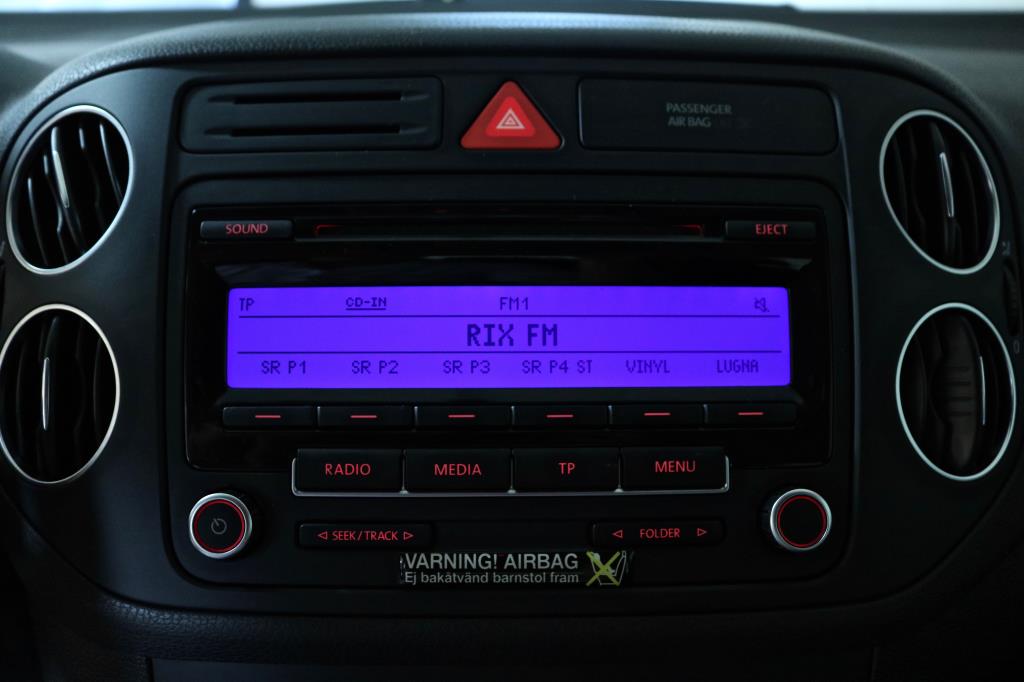 PASSENGER
AIR BAG
SOUND
EJECT
TP CD-IN FM1
RIX FM
SR P1 SR P2 SR P3 SR P4 ST VINYL LUGNA
RADIO MEDIA TP MENU
SEEK/TRACK FOLDER
VARNING! AIRBAG
Ej bakåtvänd barnstol fram